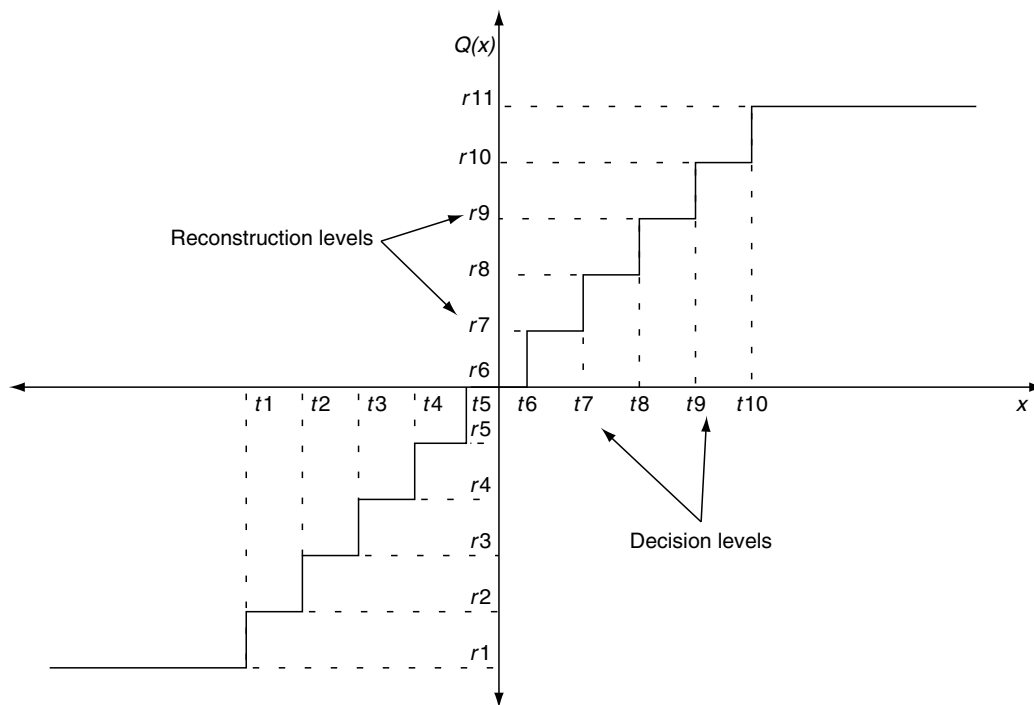 Q(x)
r11
r10
r9
Reconstruction levels
r8
r7
r6
t1 t2 t3 t4 t5 t6 t7 t8 t9 t10 x
r5
r4
Decision levels
r3
r2
r1